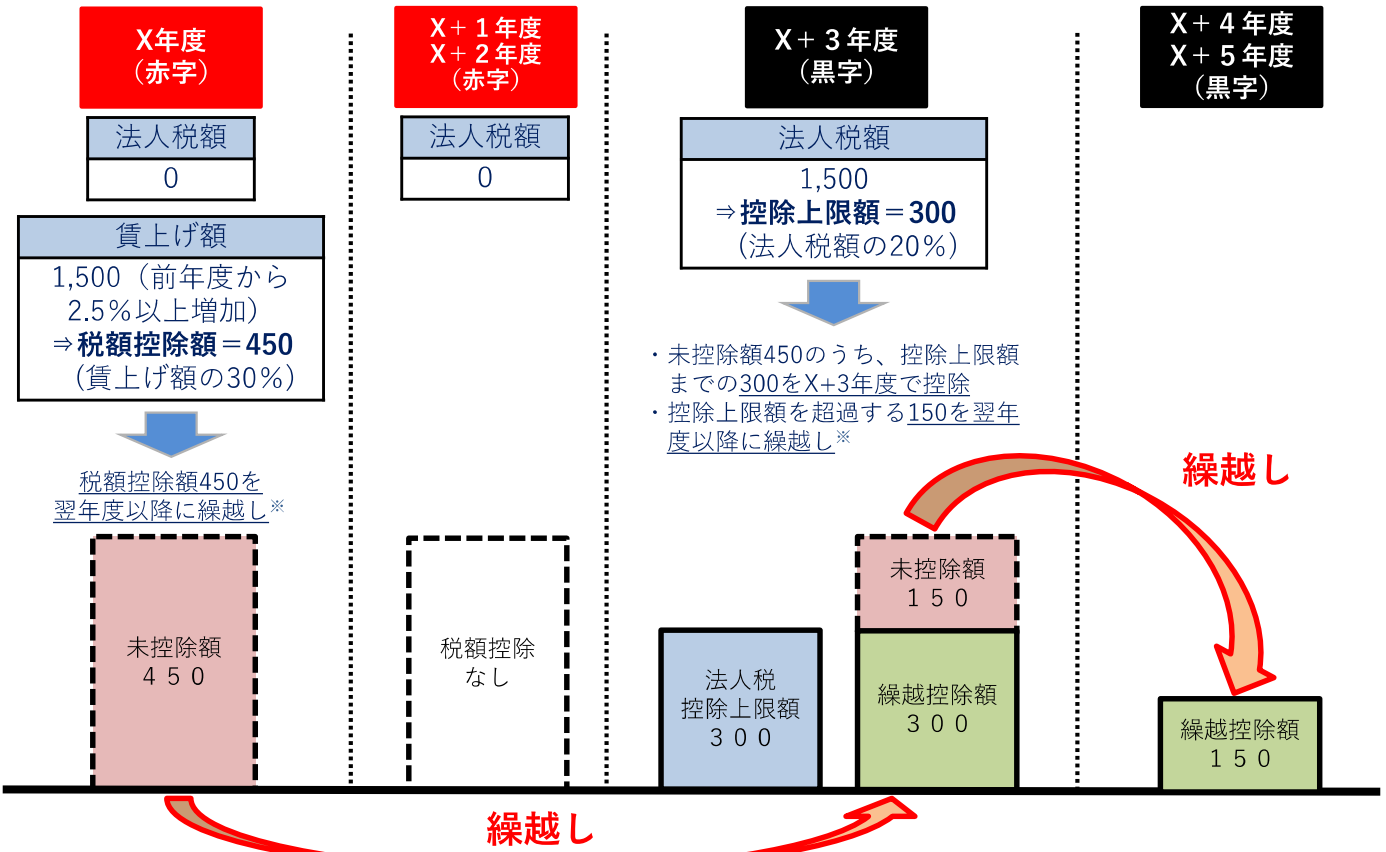 X年度
（赤字）
法人税額
0
賃上げ額
1,500（前年度から
2.5％以上増加）
⇒税額控除額＝450
（賃上げ額の30％）
税額控除額450を
翌年度以降に繰越し※
未控除額
４５０
X＋１年度
X＋２年度
（赤字）
法人税額
0
税額控除
なし
X＋３年度
（黒字）
法人税額
1,500
⇒控除上限額＝300
（法人税額の20％）
・未控除額450のうち、控除上限額
までの300をX+3年度で控除
・控除上限額を超過する150を翌年
度以降に繰越し※
法人税
控除上限額
３００
未控除額
１５０
繰越控除額
３００
X＋４年度
X＋５年度
（黒字）
繰越し
繰越控除額
１５０
繰越し